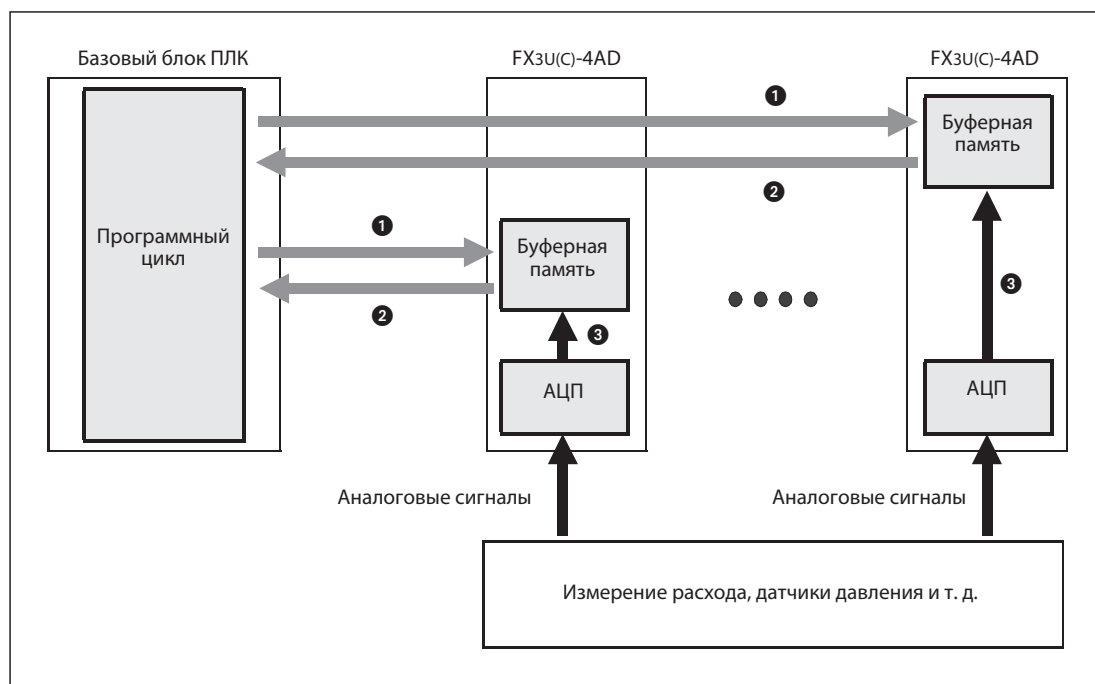 Базовый блок ПЛК
FX3U(C)-4AD
FX3U(C)-4AD
❶
Буферная
память
❷
Программный
цикл
❶
Буферная
память
❷
❸
❸
АЦП
АЦП
Аналоговые сигналы
Аналоговые сигналы
Измерение расхода, датчики давления и т. д.